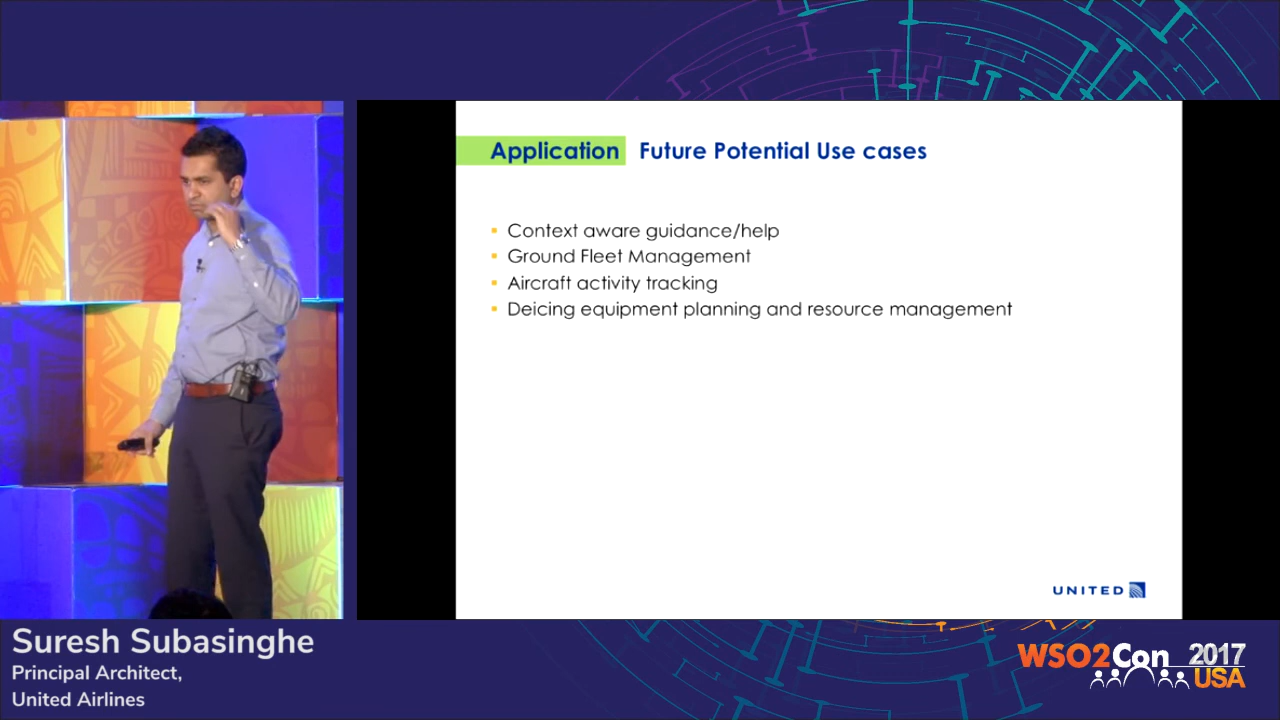 Application Future Potential Use cases
Context aware guidance/help
Ground Fleet Management
Aircraft activity tracking
Deicing equipment planning and resource management
UNITED
Suresh Subasinghe
Principal Architect,
United Airlines
WSO2Con 2017
USA